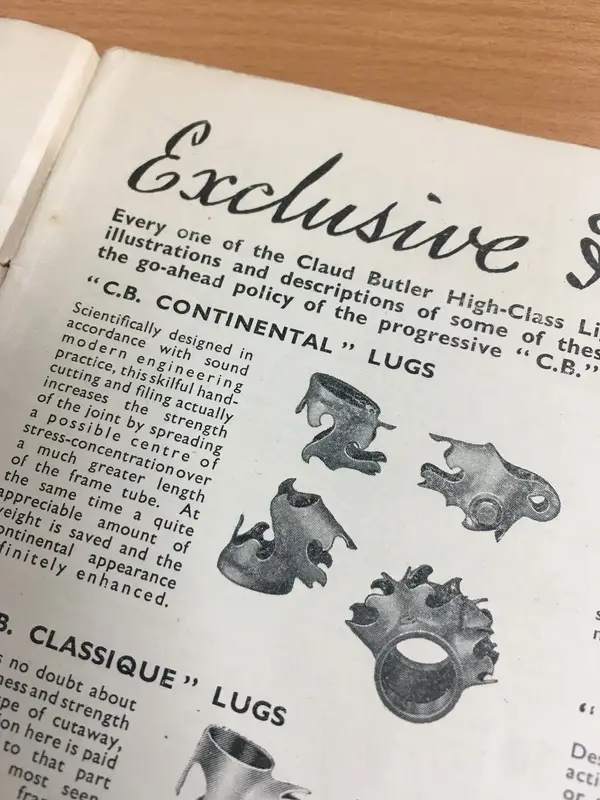 Exclusive
Every one of the Claud Butler High-Class
illustrations and descriptions of some of
the go-ahead policy of the progressive “C.B.”
“C.B. CONTINENTAL” LUGS
Scientifically designed in
accordance with sound
modern engineering
practice, this skilful hand-
cutting and filing actually
increases the strength
of the joint by spreading
a possible centre of
stress-concentration over
a much greater length
of the frame tube. At
the same time a quite
appreciable amount of
weight is saved and the
ontinental appearance
finitely enhanced.
B. CLASSIQUE” LUGS
s no doubt about
ness and strength
pe of cutaway,
on here is paid
to that part
most seen